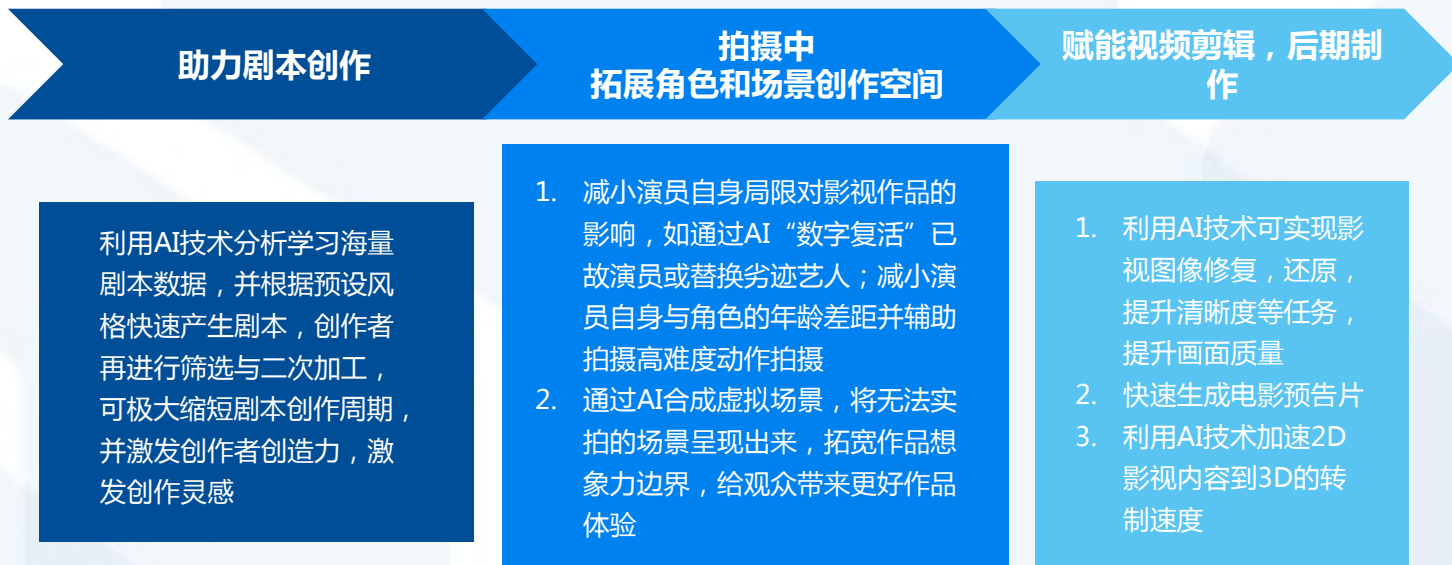 助力剧本创作
拍摄中
拓展角色和场景创作空间
赋能视频剪辑，后期制
作
利用AI技术分析学习海量
剧本数据，并根据预设风
格快速产生剧本，创作者
再进行筛选与二次加工，
可极大缩短剧本创作周期，
并激发创作者创造力，激
发创作灵感
1. 减小演员自身局限对影视作品的
影响，如通过AI“数字复活”已
故演员或替换劣迹艺人；减小演
员自身与角色的年龄差距并辅助
拍摄高难度动作拍摄
2. 通过AI合成虚拟场景，将无法实
拍的场景呈现出来，拓宽作品想
象力边界，给观众带来更好作品
体验
1. 利用AI技术可实现影
视图像修复，还原，
提升清晰度等任务，
提升画面质量
2. 快速生成电影预告片
3. 利用AI技术加速2D
影视内容到3D的转
制速度